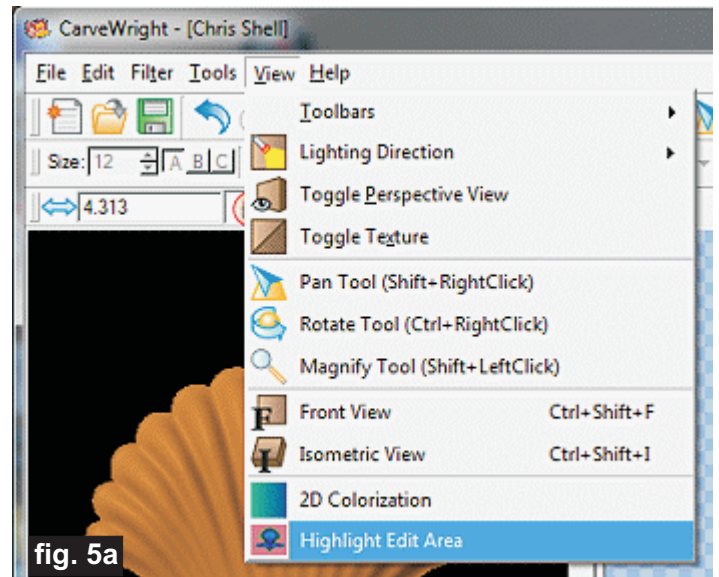 CarveWright - [Chris Shell]
File Edit Filter Tools View Help
Toolbars
Size: 12 A B C
Lighting Direction
4.313
Toggle Perspective View
Toggle Texture
Pan Tool (Shift+RightClick)
Rotate Tool (Ctrl+RightClick)
Magnify Tool (Shift+LeftClick)
F Front View Ctrl+Shift+F
I Isometric View Ctrl+Shift+I
2D Colorization
Highlight Edit Area
fig. 5a